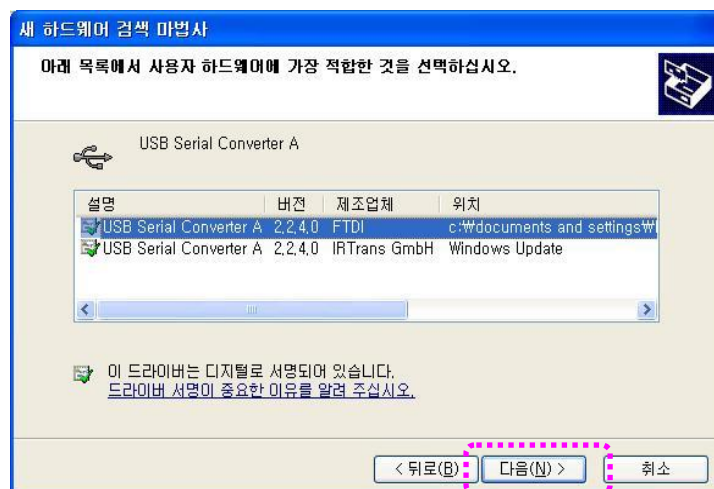 새 하드웨어 검색 마법사
아래 목록에서 사용자 하드웨어에 가장 적합한 것을 선택하십시오.
USB Serial Converter A
설명 버전 제조업체 위치
USB Serial Converter A 2,2,4,0 FTDI c:₩documents and settings₩
USB Serial Converter A 2,2,4,0 IRTrans GmbH Windows Update
이 드라이버는 디지털로 서명되어 있습니다.
드라이버 서명이 중요한 이유를 알려 주십시오.
< 뒤로(B) 다음(N) > 취소